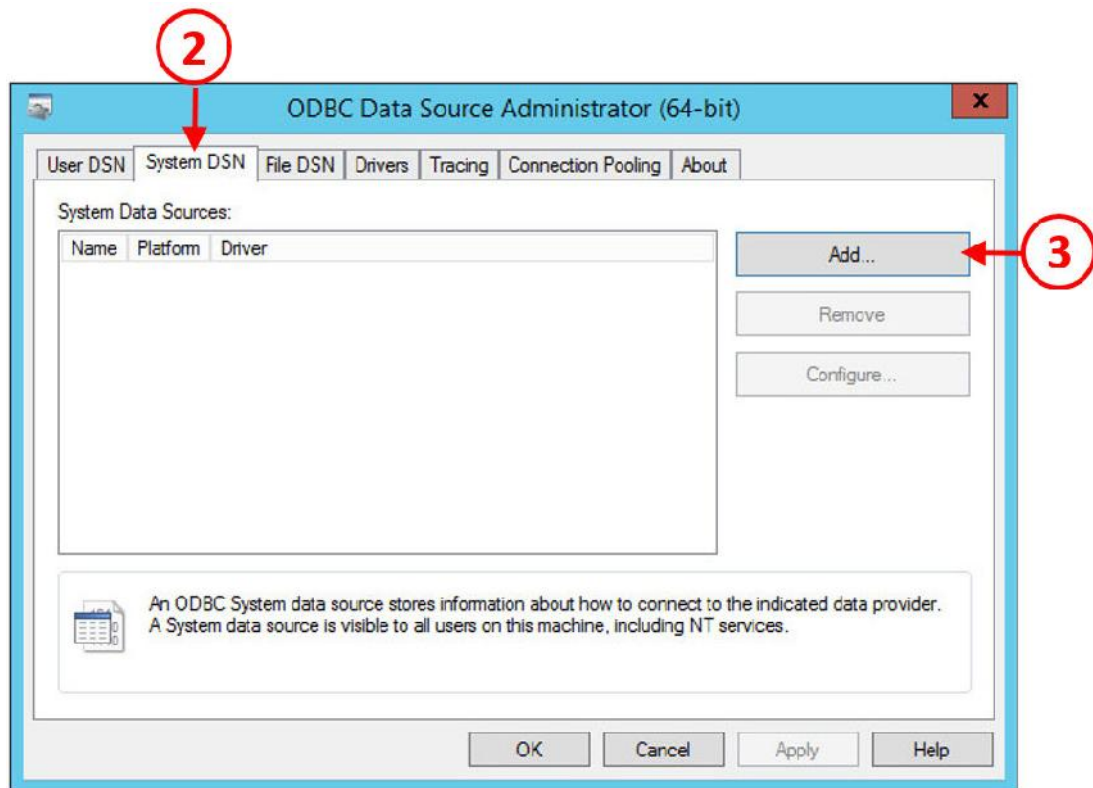 2
ODBC Data Source Administrator (64-bit)
x
User DSN System DSN File DSN Drivers Tracing Connection Pooling About
System Data Sources:
Name Platform Driver
Add...
3
Remove
Configure...
An ODBC System data source stores information about how to connect to the indicated data provider.
A System data source is visible to all users on this machine, including NT services.
OK Cancel Apply Help